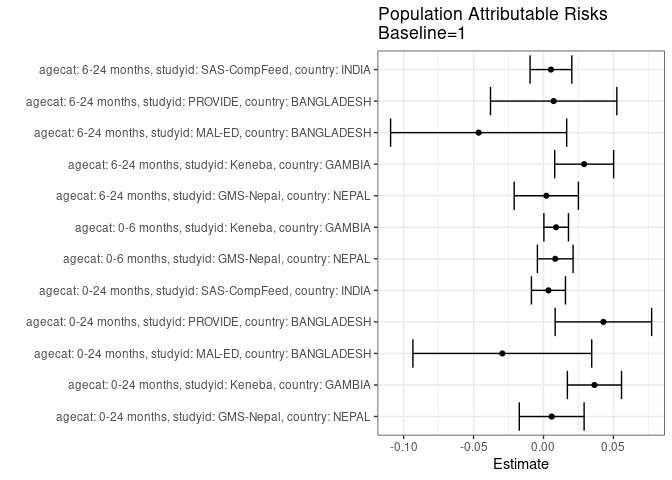 Population Attributable Risks
Baseline=1
agecat: 6-24 months, studyid: SAS-CompFeed, country: INDIA
agecat: 6-24 months, studyid: PROVIDE, country: BANGLADESH
agecat: 6-24 months, studyid: MAL-ED, country: BANGLADESH
agecat: 6-24 months, studyid: Keneba, country: GAMBIA
agecat: 6-24 months, studyid: GMS-Nepal, country: NEPAL
agecat: 0-6 months, studyid: Keneba, country: GAMBIA
agecat: 0-6 months, studyid: GMS-Nepal, country: NEPAL
agecat: 0-24 months, studyid: SAS-CompFeed, country: INDIA
agecat: 0-24 months, studyid: PROVIDE, country: BANGLADESH
agecat: 0-24 months, studyid: MAL-ED, country: BANGLADESH
agecat: 0-24 months, studyid: Keneba, country: GAMBIA
agecat: 0-24 months, studyid: GMS-Nepal, country: NEPAL
-0.10 -0.05 0.00 0.05
Estimate